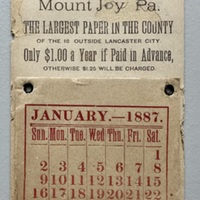 Mount Joy Pa.
THE LARGEST PAPER IN THE COUNTY
OF THE 16 OUTSIDE LANCASTER CITY
Only $1.00 a Year if Paid in Advance,
OTHERWISE $1.25 WILL BE CHARGED.
JANUARY.—1887.
Sun. Mon. Tue. Wed. Thu. Fri. Sat.
1
2 3 4 5 6 7 8
9 10 11 12 13 14 15
16 17 18 19 20 21 22